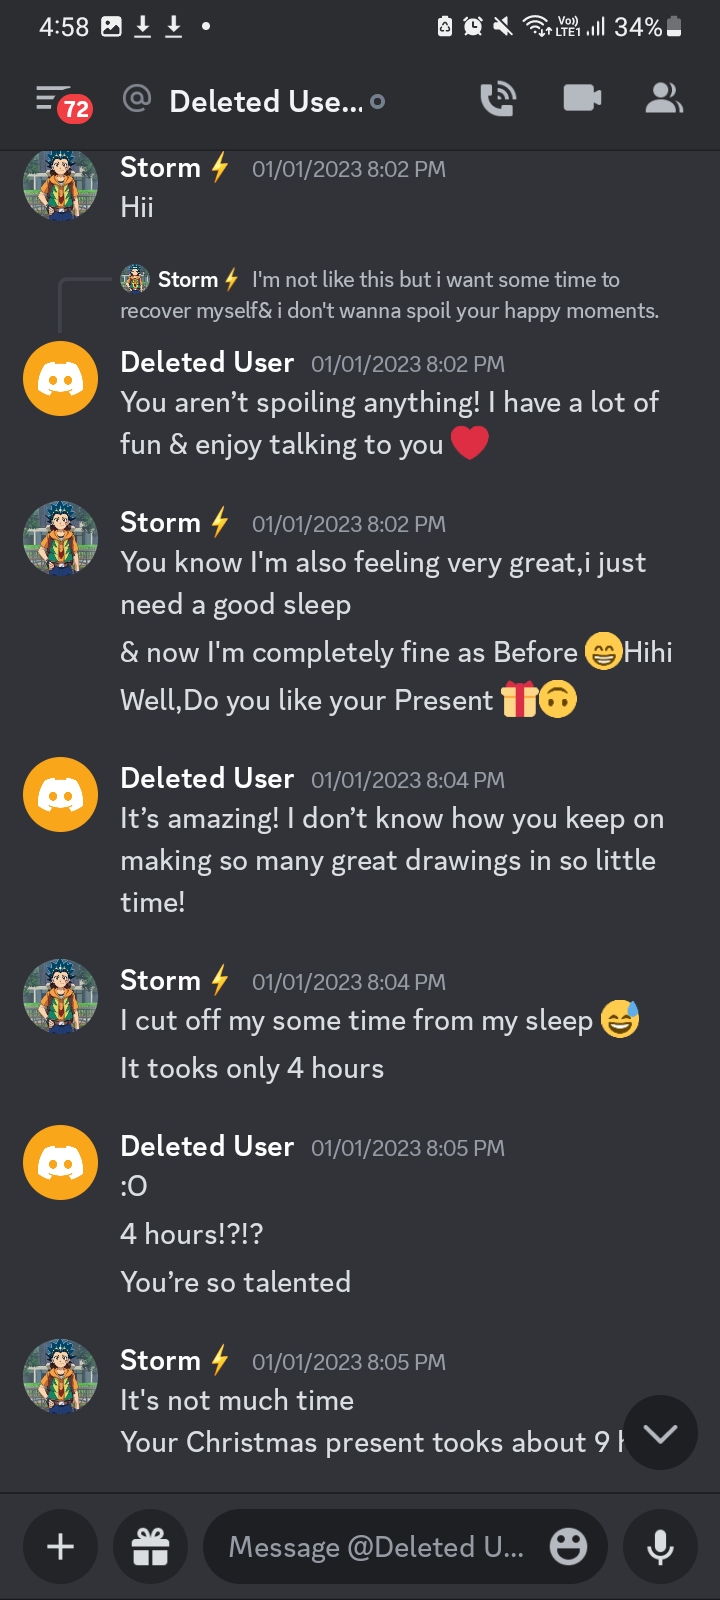 4:58 Vo)) LTE1 34%
72 @ Deleted Use...
Storm⚡ 01/01/2023 8:02 PM
Hii
Storm⚡ I'm not like this but i want some time to
recover myself& i don't wanna spoil your happy moments.
Deleted User 01/01/2023 8:02 PM
You aren’t spoiling anything! I have a lot of
fun & enjoy talking to you ❤️
Storm⚡ 01/01/2023 8:02 PM
You know I'm also feeling very great,i just
need a good sleep
& now I'm completely fine as Before 😁Hihi
Well,Do you like your Present 🎁🙃
Deleted User 01/01/2023 8:04 PM
It’s amazing! I don’t know how you keep on
making so many great drawings in so little
time!
Storm⚡ 01/01/2023 8:04 PM
I cut off my some time from my sleep 😅
It tooks only 4 hours
Deleted User 01/01/2023 8:05 PM
:O
4 hours!?!?
You’re so talented
Storm⚡ 01/01/2023 8:05 PM
It's not much time
Your Christmas present tooks about 9
Message @Deleted U...